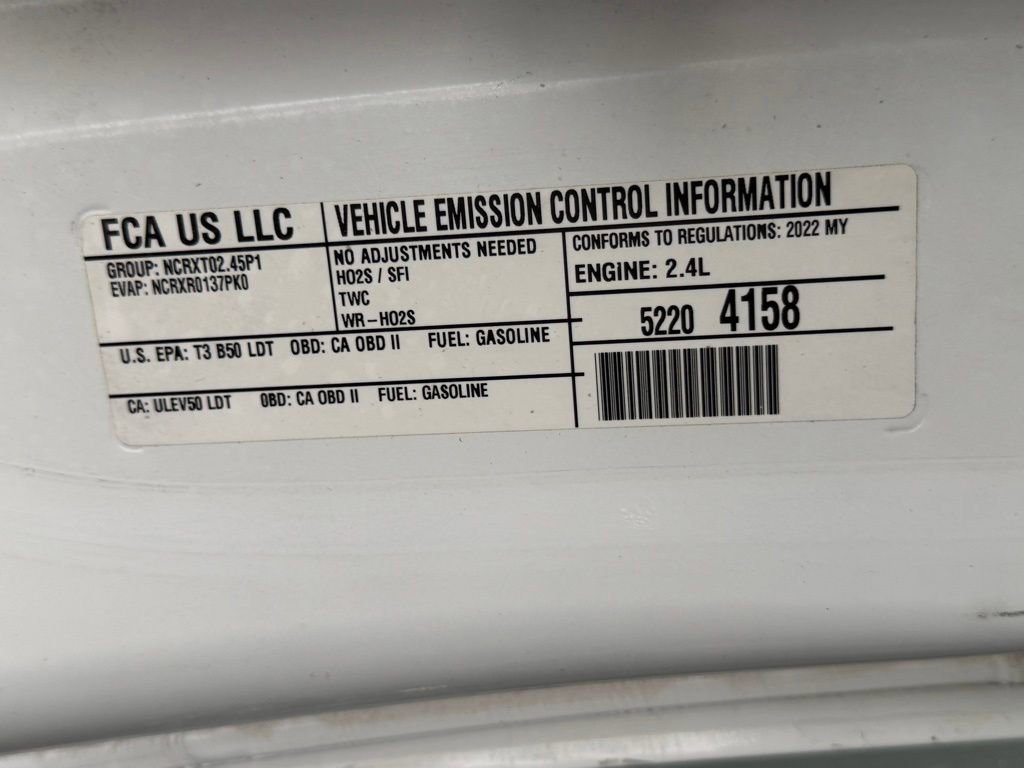 FCA US LLC
VEHICLE EMISSION CONTROL INFORMATION
GROUP: NCRXT02.45P1
EVAP: NCRXR0137PK0
NO ADJUSTMENTS NEEDED
HO2S / SFI
TWC
WR-HO2S
CONFORMS TO REGULATIONS: 2022 MY
ENGINE: 2.4L
5220 4158
U.S. EPA: T3 B50 LDT OBD: CA OBD II FUEL: GASOLINE
CA: ULEV50 LDT OBD: CA OBD II FUEL: GASOLINE